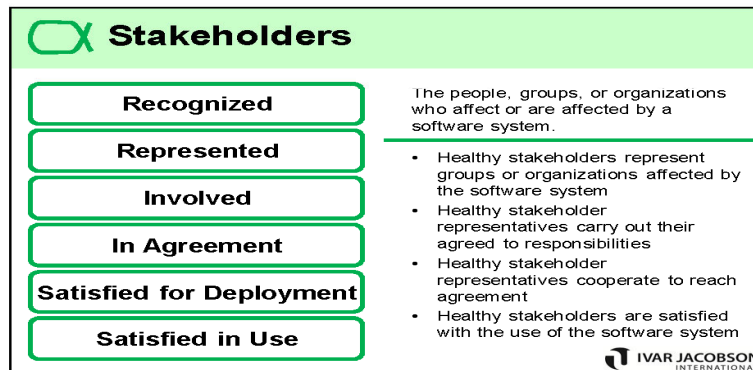 Stakeholders
Recognized
Represented
Involved
In Agreement
Satisfied for Deployment
Satisfied in Use
The people, groups, or organizations
who affect or are affected by a
software system.
• Healthy stakeholders represent
groups or organizations affected by
the software system
• Healthy stakeholder
representatives carry out their
agreed to responsibilities
• Healthy stakeholder
representatives cooperate to reach
agreement
• Healthy stakeholders are satisfied
with the use of the software system
IVAR JACOBSON
INTERNATIONAL